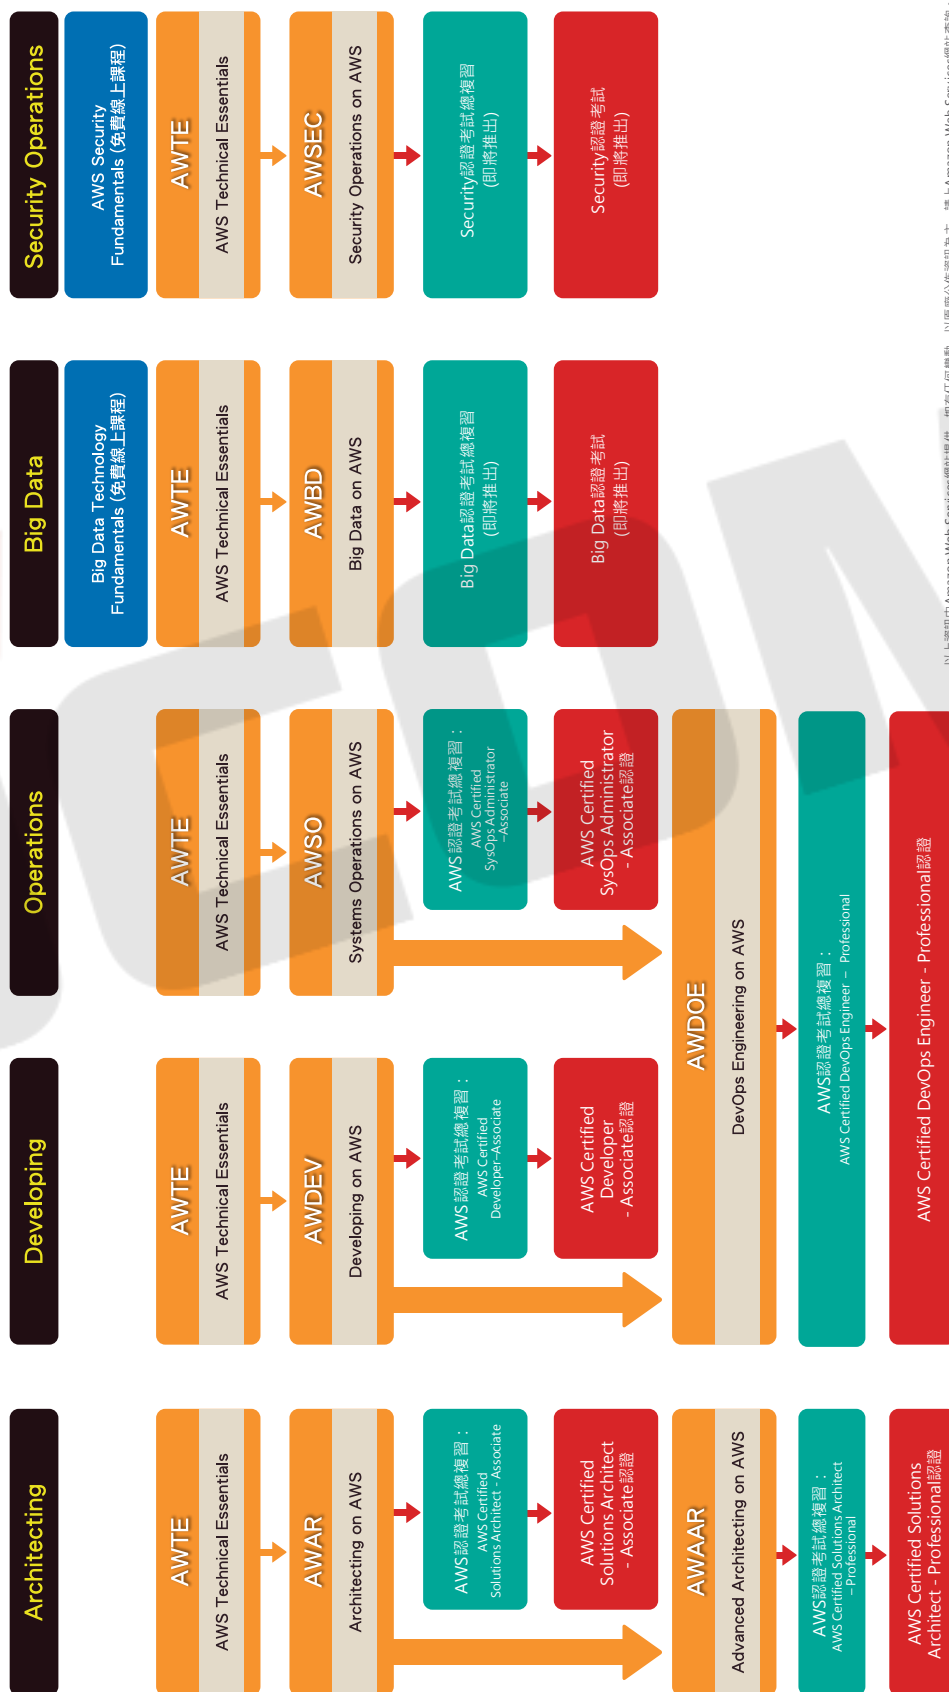 Architecting
AWTE
AWS Technical Essentials
AWAR
Architecting on AWS
AWS認證考試總複習：
AWS Certified
Solutions Architect - Associate
AWS Certified
Solutions Architect
- Associate認證
AWAAR
Advanced Architecting on AWS
AWS認證考試總複習：
AWS Certified Solutions Architect
– Professional
AWS Certified Solutions
Architect - Professional認證
Developing
AWTE
AWS Technical Essentials
AWDEV
Developing on AWS
AWS認證考試總複習：
AWS Certified
Developer–Associate
AWS Certified
Developer
- Associate認證
Operations
AWTE
AWS Technical Essentials
AWSO
Systems Operations on AWS
AWS認證考試總複習：
AWS Certified
SysOps Administrator
–Associate
AWS Certified
SysOps Administrator
- Associate認證
AWDOE
DevOps Engineering on AWS
AWS認證考試總複習：
AWS Certified DevOps Engineer – Professional
AWS Certified DevOps Engineer - Professional認證
Big Data
Big Data Technology
Fundamentals (免費線上課程)
AWTE
AWS Technical Essentials
AWBD
Big Data on AWS
Big Data認證考試總複習
(即將推出)
Big Data認證考試
(即將推出)
Security Operations
AWS Security
Fundamentals (免費線上課程)
AWTE
AWS Technical Essentials
AWSEC
Security Operations on AWS
Security認證考試總複習
(即將推出)
Security認證考試
(即將推出)